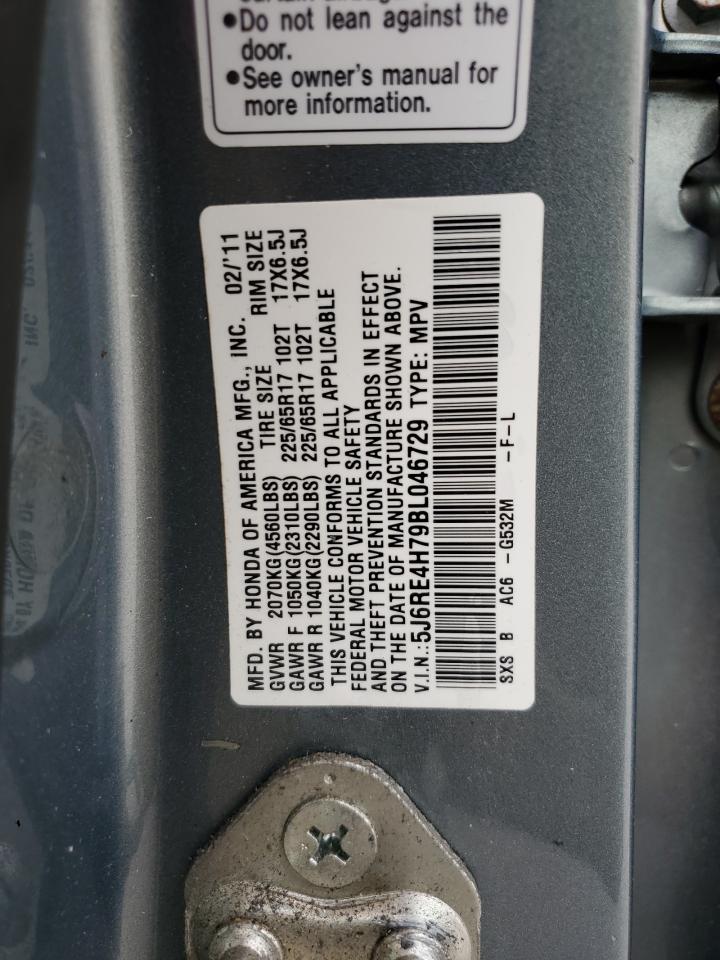 ●Do not lean against the
door.
●See owner's manual for
more information.
MFD. BY HONDA OF AMERICA MFG., INC. 02/'11
GVWR 2070KG(4560LBS) TIRE SIZE RIM SIZE
GAWR F 1050KG(2310LBS) 225/65R17 102T 17X6.5J
GAWR R 1040KG(2290LBS) 225/65R17 102T 17X6.5J
THIS VEHICLE CONFORMS TO ALL APPLICABLE
FEDERAL MOTOR VEHICLE SAFETY
AND THEFT PREVENTION STANDARDS IN EFFECT
ON THE DATE OF MANUFACTURE SHOWN ABOVE.
V.I.N.:5J6RE4H79BL046729 TYPE: MPV
SXS B AC6 -G532M -F-L